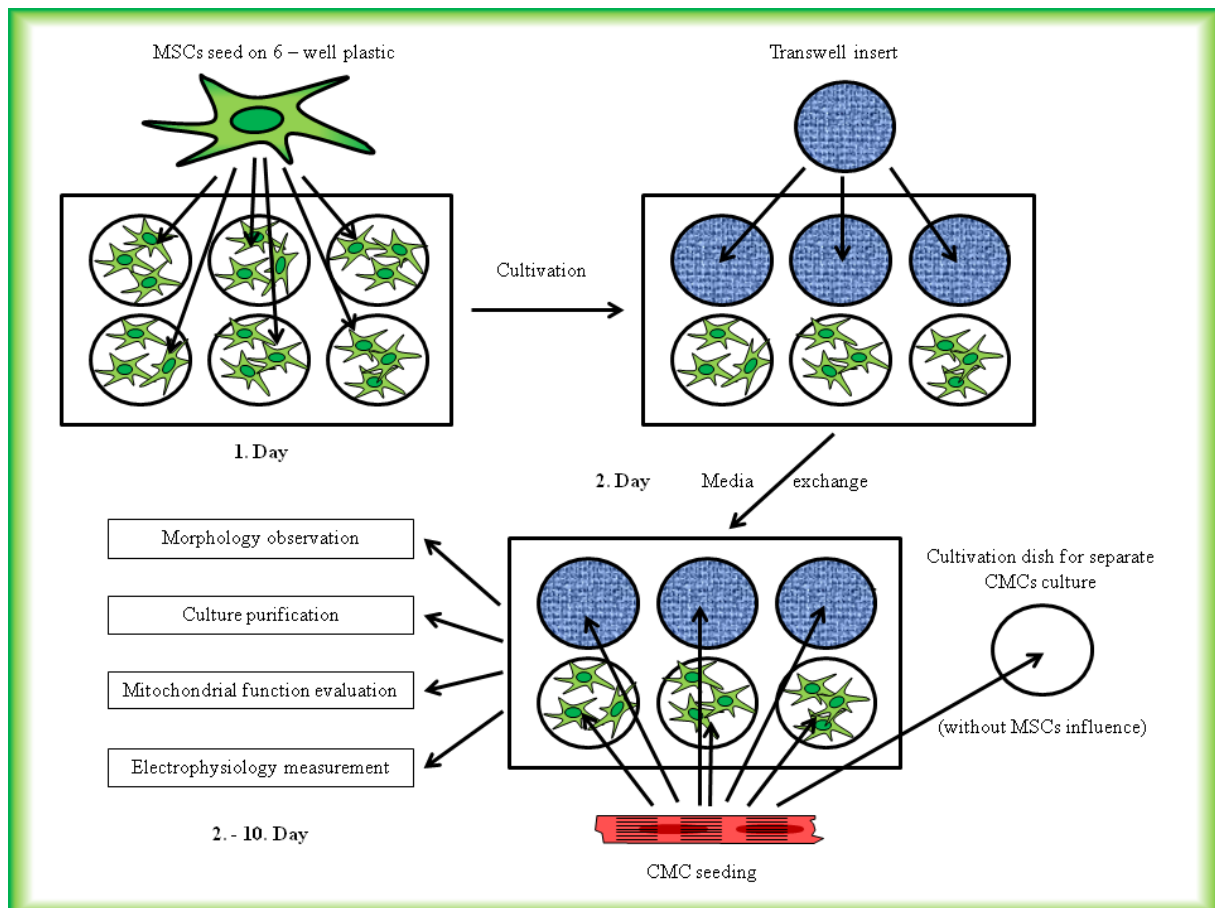 MSCs seed on 6 – well plastic
Transwell insert
Cultivation
1. Day
2. Day Media exchange
Morphology observation
Culture purification
Mitochondrial function evaluation
Electrophysiology measurement
2. - 10. Day
Cultivation dish for separate
CMCs culture
(without MSCs influence)
CMC seeding